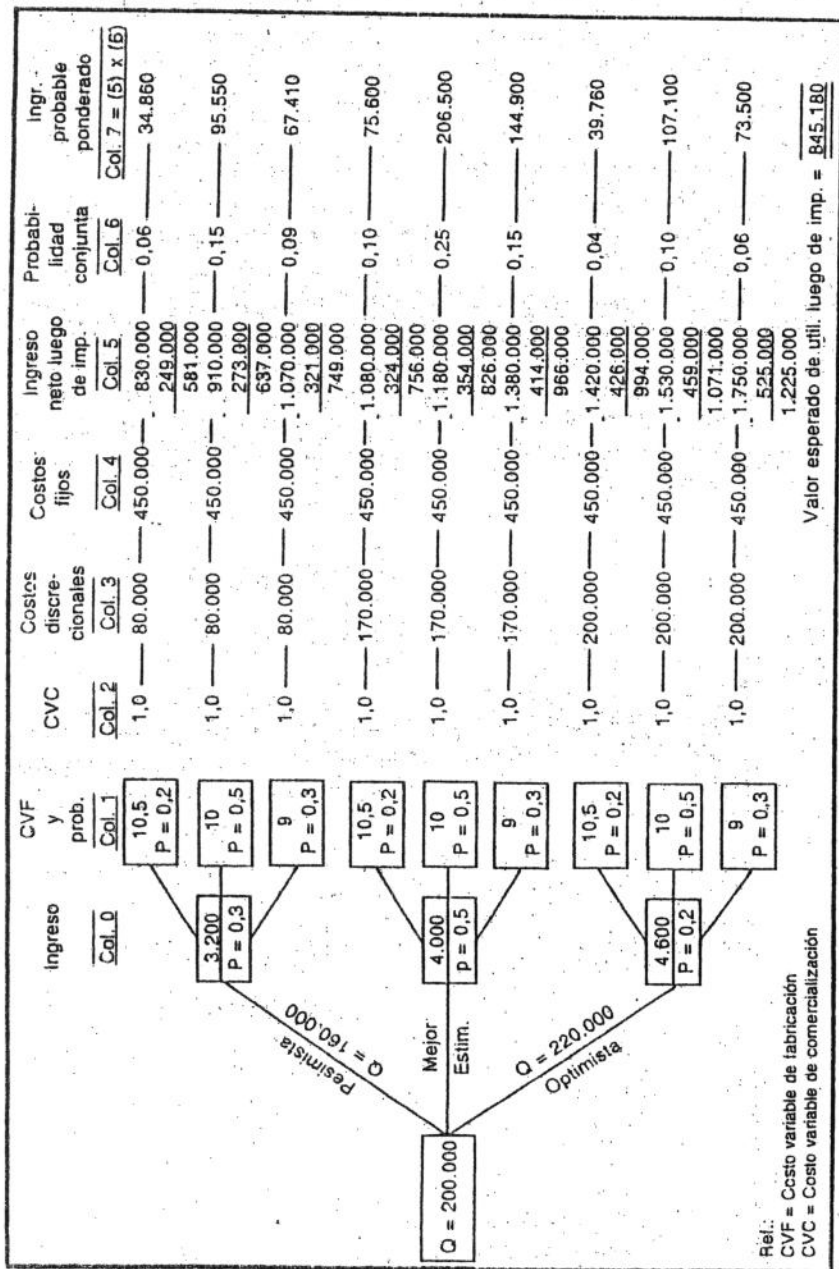 Ingreso
Col. 0
CVF
y
prob.
Col. 1
CVC
Col. 2
Costos
discre-
cionales
Col. 3
Costos
fijos
Col. 4
Ingreso
neto luego
de imp.
Col. 5
Probabi-
lidad
conjunta
Col. 6
Ingr.
probable
ponderado
Col. 7 = (5) x (6)
Q = 200.000
Pesimista
Q = 160.000
Mejor
Estim.
Q = 220.000
Optimista
3.200
P = 0,3
4.000
p = 0,5
4.600
P = 0,2
10,5
P = 0,2
1,0 — 80.000 — 450.000 — 830.000 — 0,06 — 34.860
249.000
581.000
10
P = 0,5
1,0 — 80.000 — 450.000 — 910.000 — 0,15 — 95.550
273.000
637.000
9
P = 0,3
1,0 — 80.000 — 450.000 — 1.070.000 — 0,09 — 67.410
321.000
749.000
10,5
P = 0,2
1,0 — 170.000 — 450.000 — 1.080.000 — 0,10 — 75.600
324.000
756.000
10
P = 0,5
1,0 — 170.000 — 450.000 — 1.180.000 — 0,25 — 206.500
354.000
826.000
9
P = 0,3
1,0 — 170.000 — 450.000 — 1.380.000 — 0,15 — 144.900
414.000
966.000
10,5
P = 0,2
1,0 — 200.000 — 450.000 — 1.420.000 — 0,04 — 39.760
426.000
994.000
10
P = 0,5
1,0 — 200.000 — 450.000 — 1.530.000 — 0,10 — 107.100
459.000
1.071.000
9
P = 0,3
1,0 — 200.000 — 450.000 — 1.750.000 — 0,06 — 73.500
525.000
1.225.000
Valor esperado de util. luego de imp. = 845.180
Ref.:
CVF = Costo variable de fabricación
CVC = Costo variable de comercialización